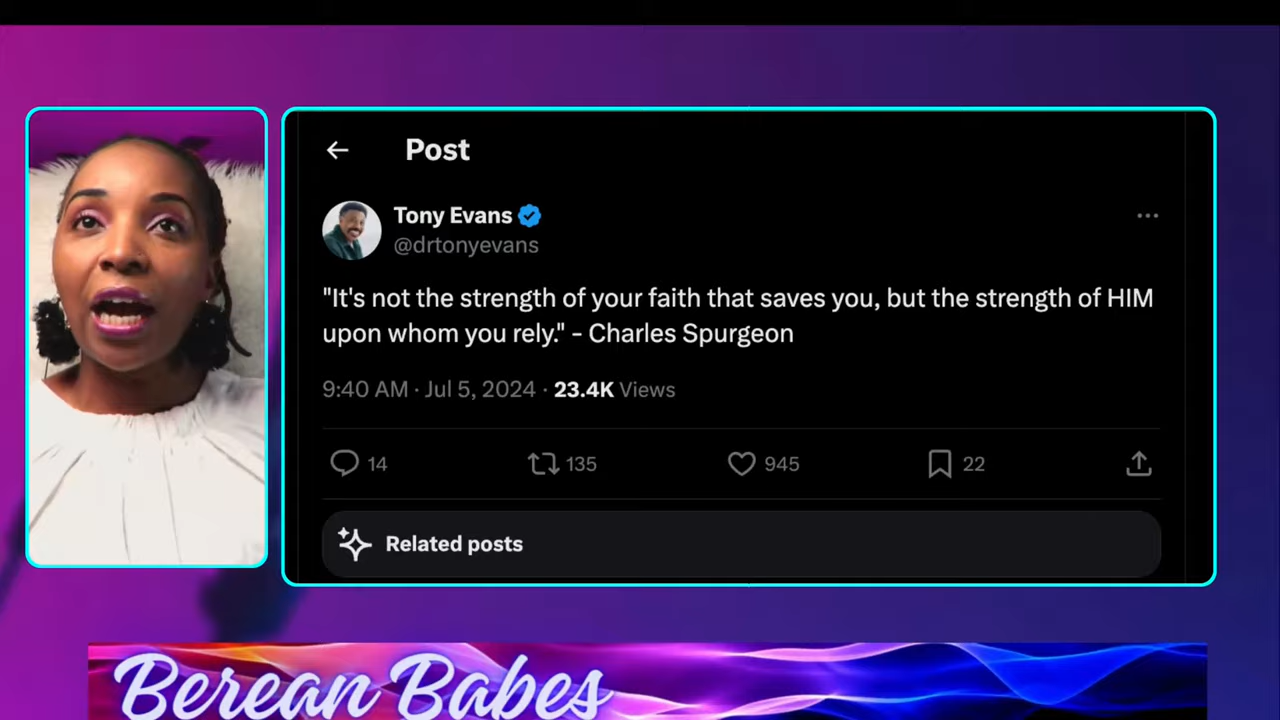 Post
Tony Evans
@drtonyevans
"It's not the strength of your faith that saves you, but the strength of HIM
upon whom you rely." - Charles Spurgeon
9:40 AM · Jul 5, 2024 · 23.4K Views
14 135 945 22
Related posts
Berean Babes